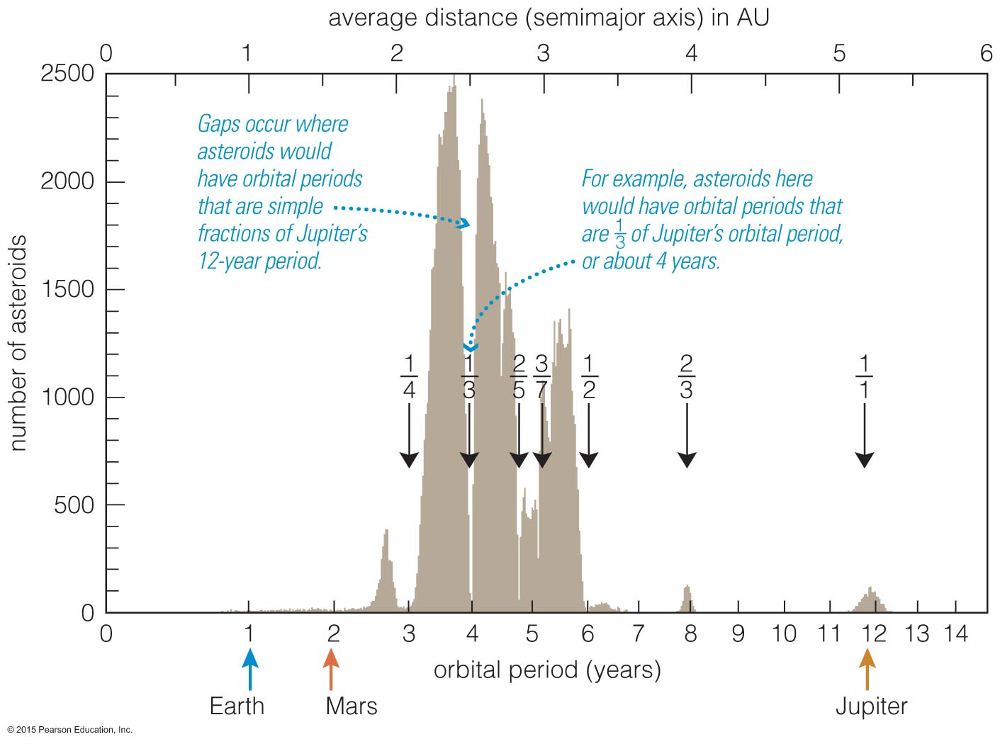 average distance (semimajor axis) in AU
0 1 2 3 4 5 6
2500
2000
1500
1000
500
0
number of asteroids
Gaps occur where
asteroids would
have orbital periods
that are simple
fractions of Jupiter's
12-year period.
For example, asteroids here
would have orbital periods that
are 1/3 of Jupiter's orbital period,
or about 4 years.
1/4 1/3 2/5 3/7 1/2 2/3 1/1
0 1 2 3 4 5 6 7 8 9 10 11 12 13 14
orbital period (years)
Earth Mars Jupiter
© 2015 Pearson Education, Inc.